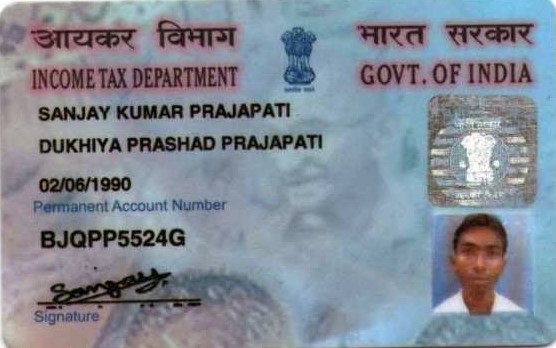 आयकर विभाग
भारत सरकार
INCOME TAX DEPARTMENT
GOVT. OF INDIA
SANJAY KUMAR PRAJAPATI
DUKHIYA PRASHAD PRAJAPATI
02/06/1990
Permanent Account Number
BJQPP5524G
Sanjay
Signature